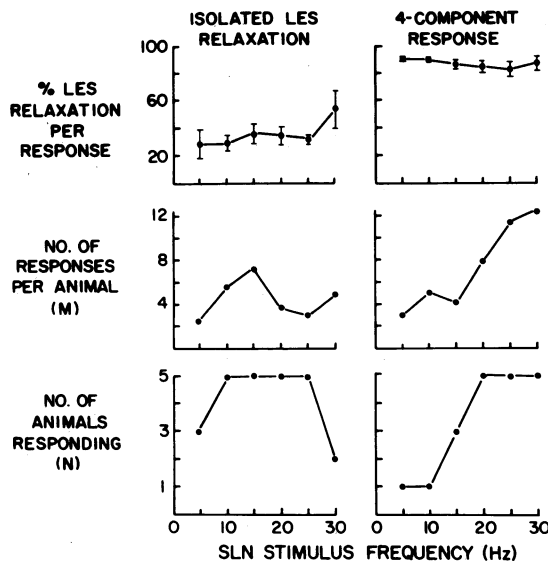 ISOLATED LES
RELAXATION
4-COMPONENT
RESPONSE
% LES
RELAXATION
PER
RESPONSE
100
60
20
NO. OF
RESPONSES
PER ANIMAL
(M)
12
8
4
NO. OF
ANIMALS
RESPONDING
(N)
5
3
1
0 10 20 30 0 10 20 30
SLN STIMULUS FREQUENCY (Hz)